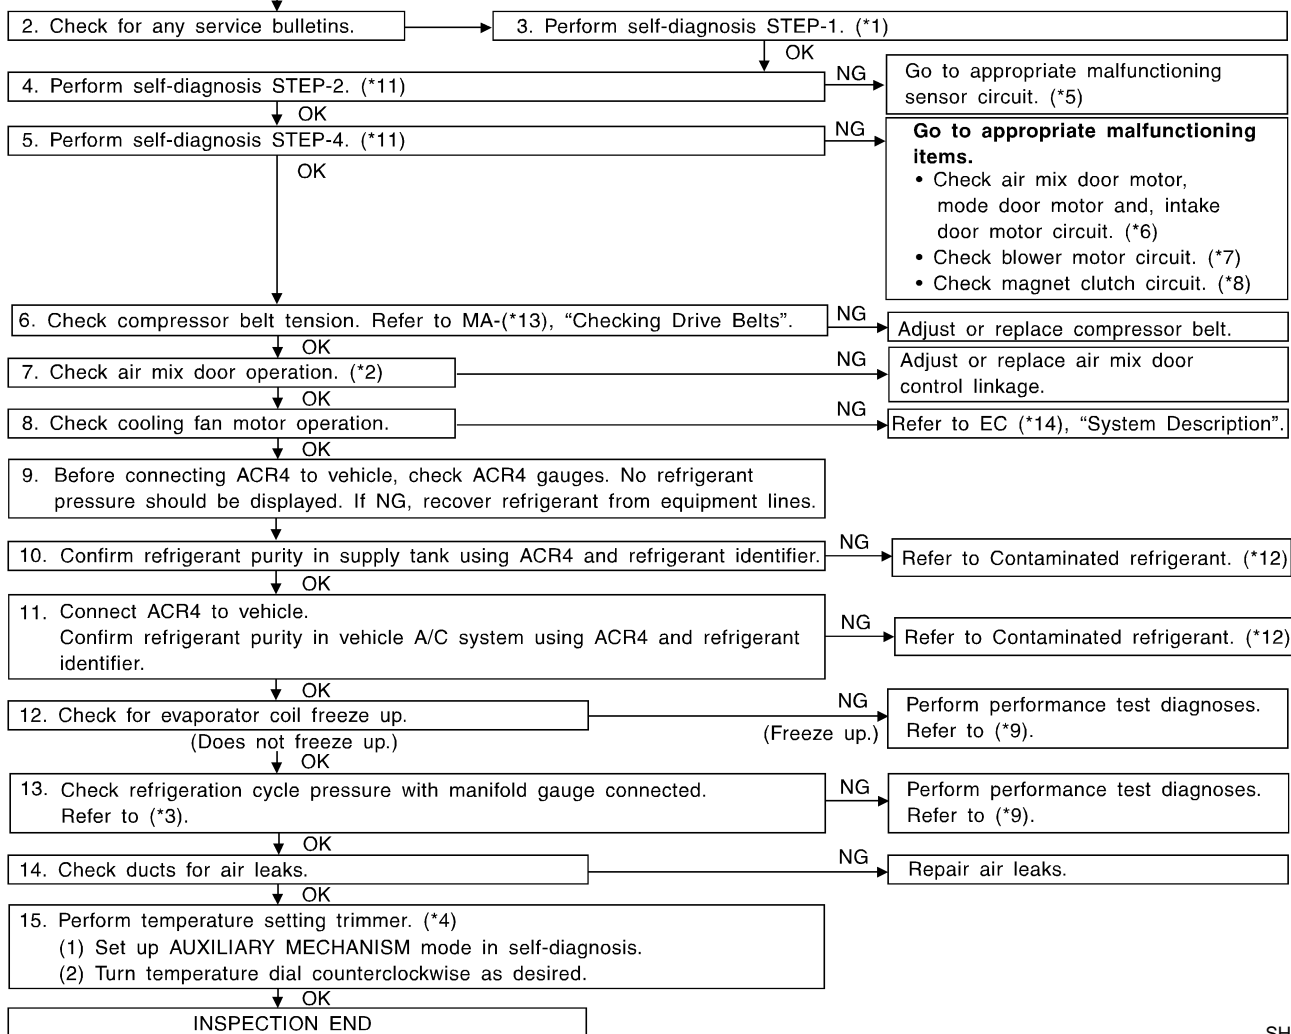 2. Check for any service bulletins.
3. Perform self-diagnosis STEP-1. (*1)
OK
4. Perform self-diagnosis STEP-2. (*11)
NG
Go to appropriate malfunctioning
sensor circuit. (*5)
OK
5. Perform self-diagnosis STEP-4. (*11)
NG
Go to appropriate malfunctioning
items.
• Check air mix door motor,
mode door motor and, intake
door motor circuit. (*6)
• Check blower motor circuit. (*7)
• Check magnet clutch circuit. (*8)
OK
6. Check compressor belt tension. Refer to MA-(*13), “Checking Drive Belts”.
NG
Adjust or replace compressor belt.
OK
7. Check air mix door operation. (*2)
NG
Adjust or replace air mix door
control linkage.
OK
8. Check cooling fan motor operation.
NG
Refer to EC (*14), “System Description”.
OK
9. Before connecting ACR4 to vehicle, check ACR4 gauges. No refrigerant
pressure should be displayed. If NG, recover refrigerant from equipment lines.
10. Confirm refrigerant purity in supply tank using ACR4 and refrigerant identifier.
NG
Refer to Contaminated refrigerant. (*12)
OK
11. Connect ACR4 to vehicle.
Confirm refrigerant purity in vehicle A/C system using ACR4 and refrigerant
identifier.
NG
Refer to Contaminated refrigerant. (*12)
OK
12. Check for evaporator coil freeze up.
NG
(Freeze up.)
Perform performance test diagnoses.
Refer to (*9).
(Does not freeze up.)
OK
13. Check refrigeration cycle pressure with manifold gauge connected.
Refer to (*3).
NG
Perform performance test diagnoses.
Refer to (*9).
OK
14. Check ducts for air leaks.
NG
Repair air leaks.
OK
15. Perform temperature setting trimmer. (*4)
(1) Set up AUXILIARY MECHANISM mode in self-diagnosis.
(2) Turn temperature dial counterclockwise as desired.
OK
INSPECTION END
SH